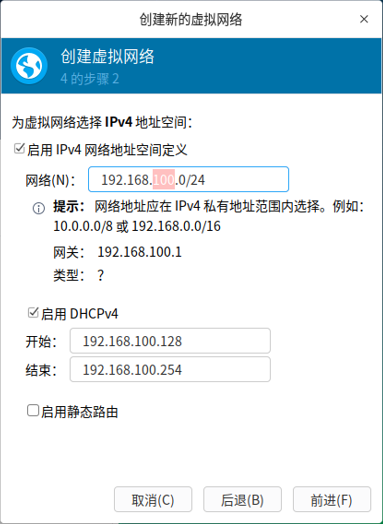 创建新的虚拟网络
创建虚拟网络
4 的步骤 2
为虚拟网络选择 IPv4 地址空间：
启用 IPv4 网络地址空间定义
网络(N)： 192.168.100.0/24
提示： 网络地址应在 IPv4 私有地址范围内选择。例如：
10.0.0.0/8 或 192.168.0.0/16
网关： 192.168.100.1
类型： ?
启用 DHCPv4
开始： 192.168.100.128
结束： 192.168.100.254
启用静态路由
取消(C) 后退(B) 前进(F)